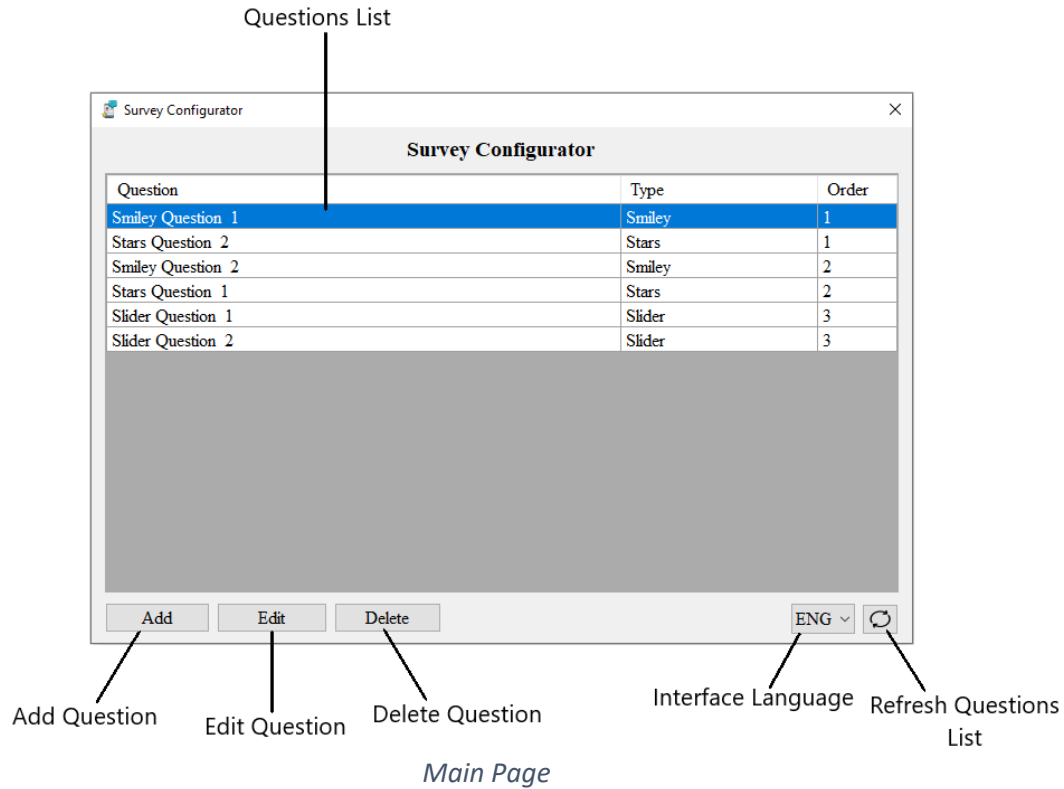 Questions List
Survey Configurator
Survey Configurator
Question Type Order
Smiley Question 1 Smiley 1
Stars Question 2 Stars 1
Smiley Question 2 Smiley 2
Stars Question 1 Stars 2
Slider Question 1 Slider 3
Slider Question 2 Slider 3
Add Edit Delete ENG
Add Question Edit Question Delete Question Interface Language Refresh Questions
List
Main Page